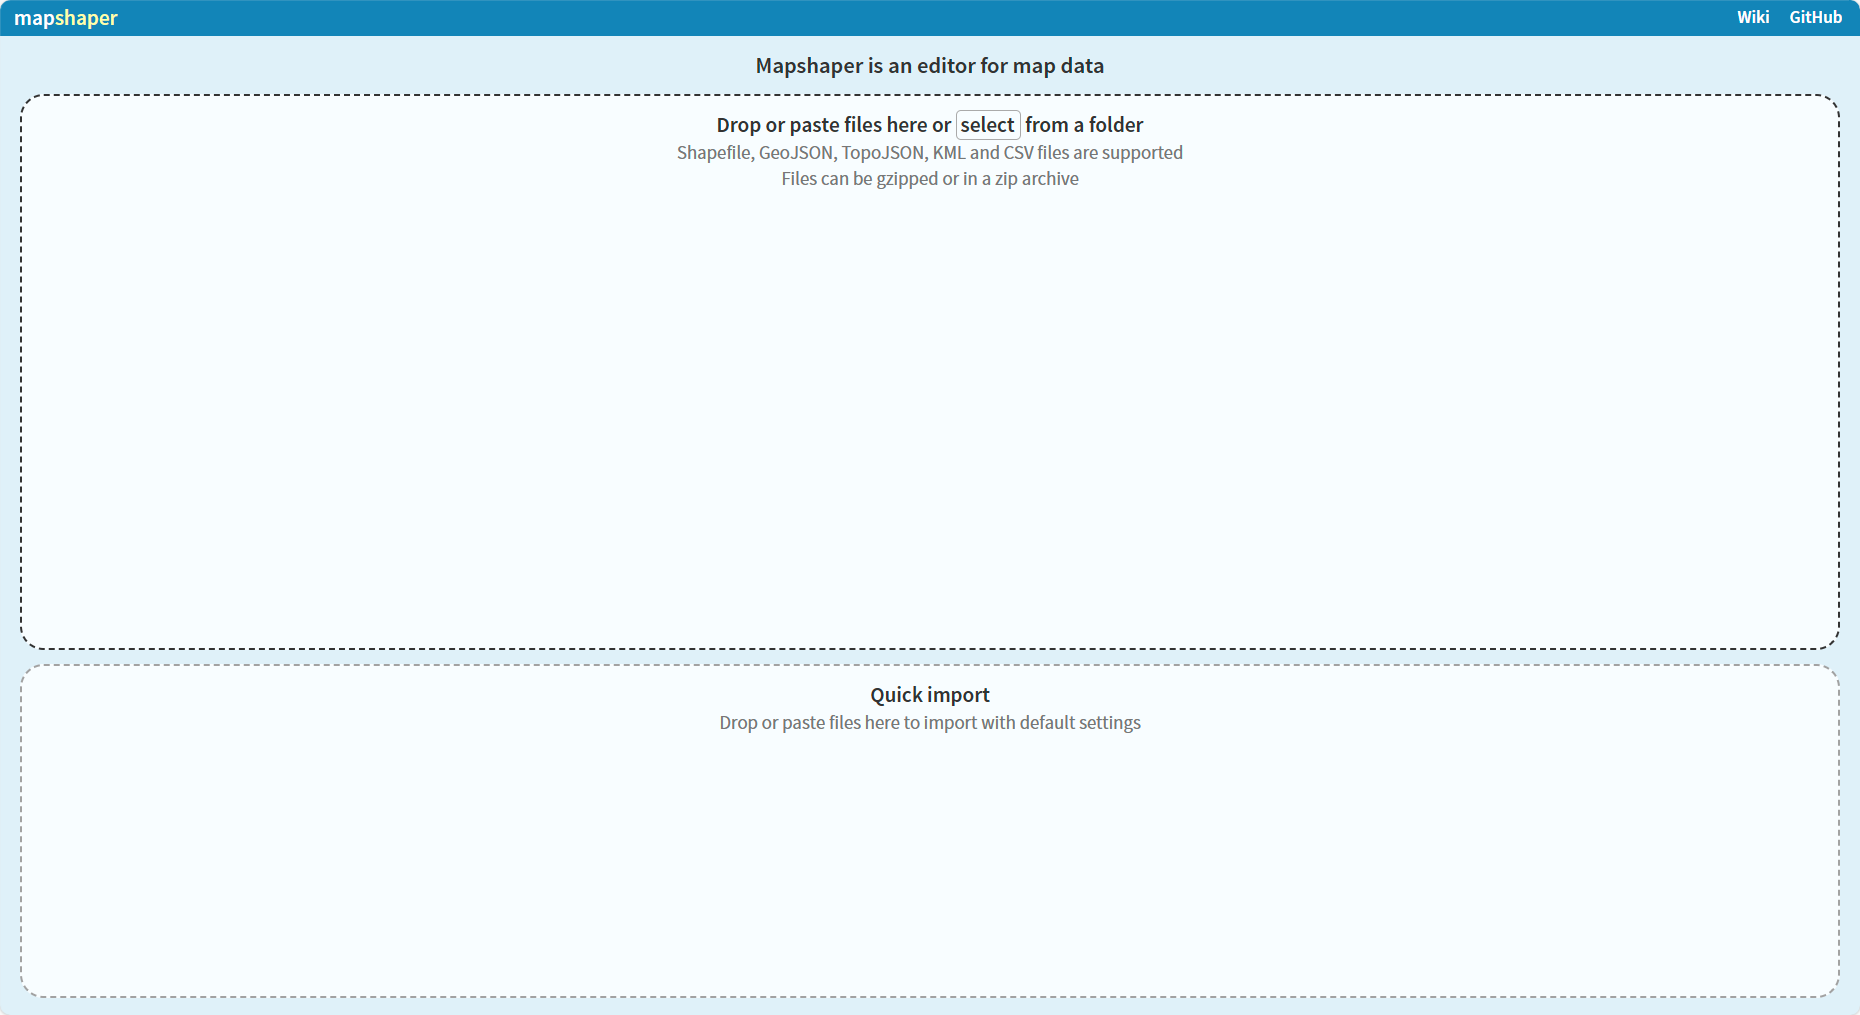 mapshaper
Wiki GitHub
Mapshaper is an editor for map data
Drop or paste files here or select from a folder
Shapefile, GeoJSON, TopoJSON, KML and CSV files are supported
Files can be gzipped or in a zip archive
Quick import
Drop or paste files here to import with default settings